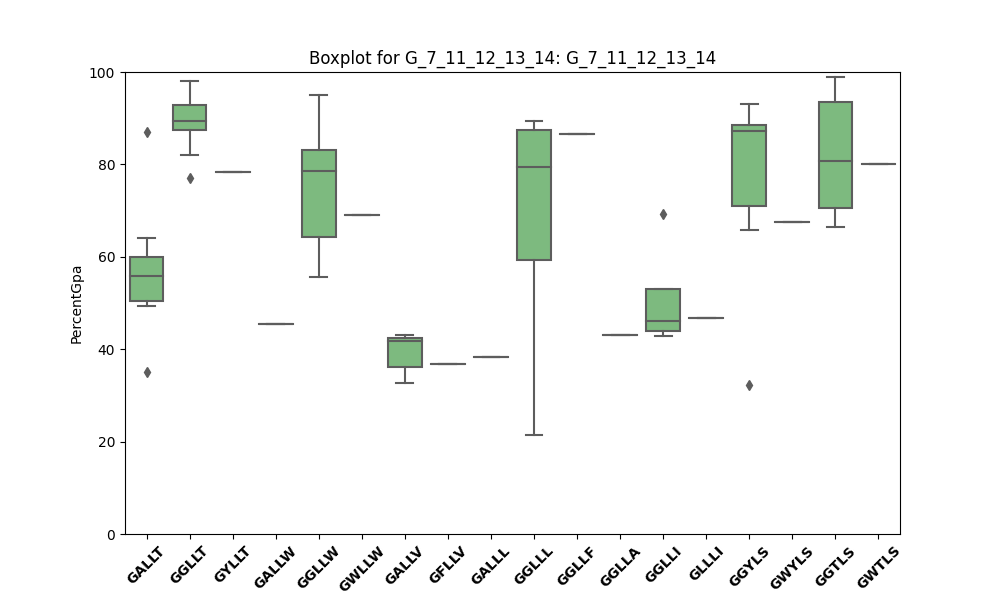 Boxplot for G_7_11_12_13_14: G_7_11_12_13_14
PercentGpa
100
80
60
40
20
0
GALLT
GGLLT
GYLLT
GALLW
GGLLW
GWLLW
GALLV
GFLLV
GALLL
GGLLL
GGLLF
GGLLA
GGLLI
GLLLI
GGYLS
GWYLS
GGTLS
GWTLS